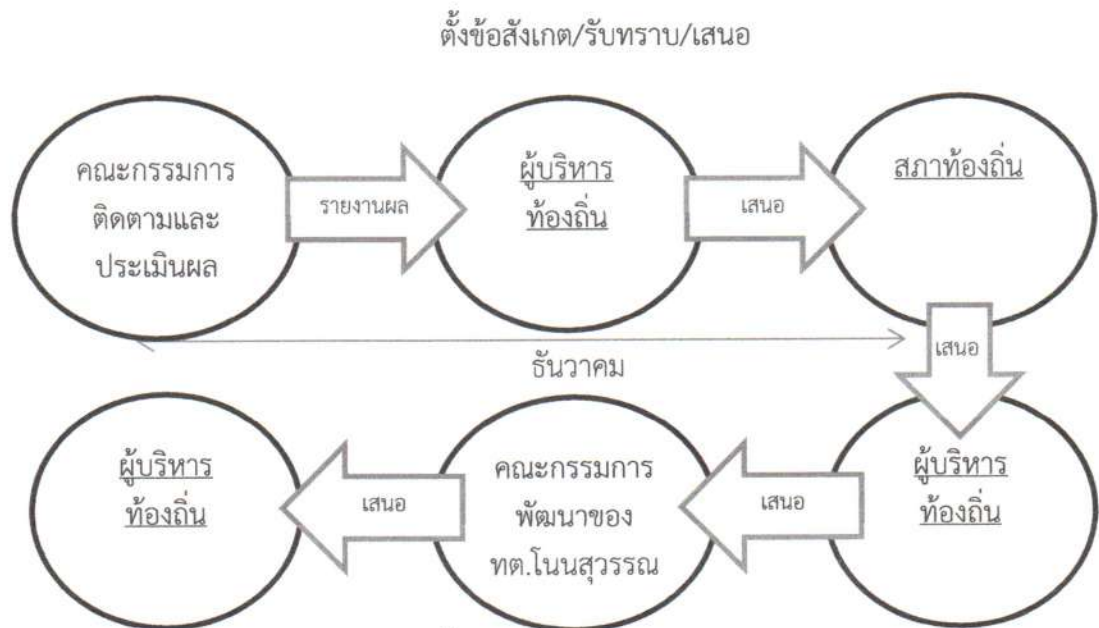 ตั้งข้อสังเกต/รับทราบ/เสนอ
คณะกรรมการ
ติดตามและ
ประเมินผล
รายงานผล
ผู้บริหาร
ท้องถิ่น
เสนอ
สภาท้องถิ่น
เสนอ
ธันวาคม
ผู้บริหาร
ท้องถิ่น
เสนอ
คณะกรรมการ
พัฒนาของ
ทต.โนนสุวรรณ
เสนอ
ผู้บริหาร
ท้องถิ่น